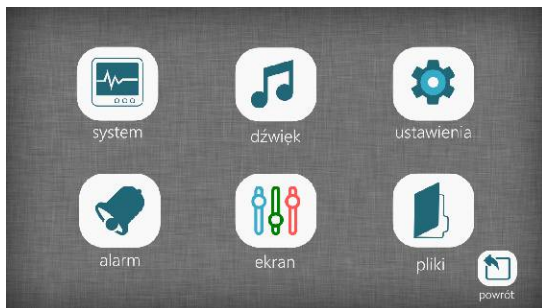 system
dźwięk
ustawienia
alarm
ekran
pliki
powrót